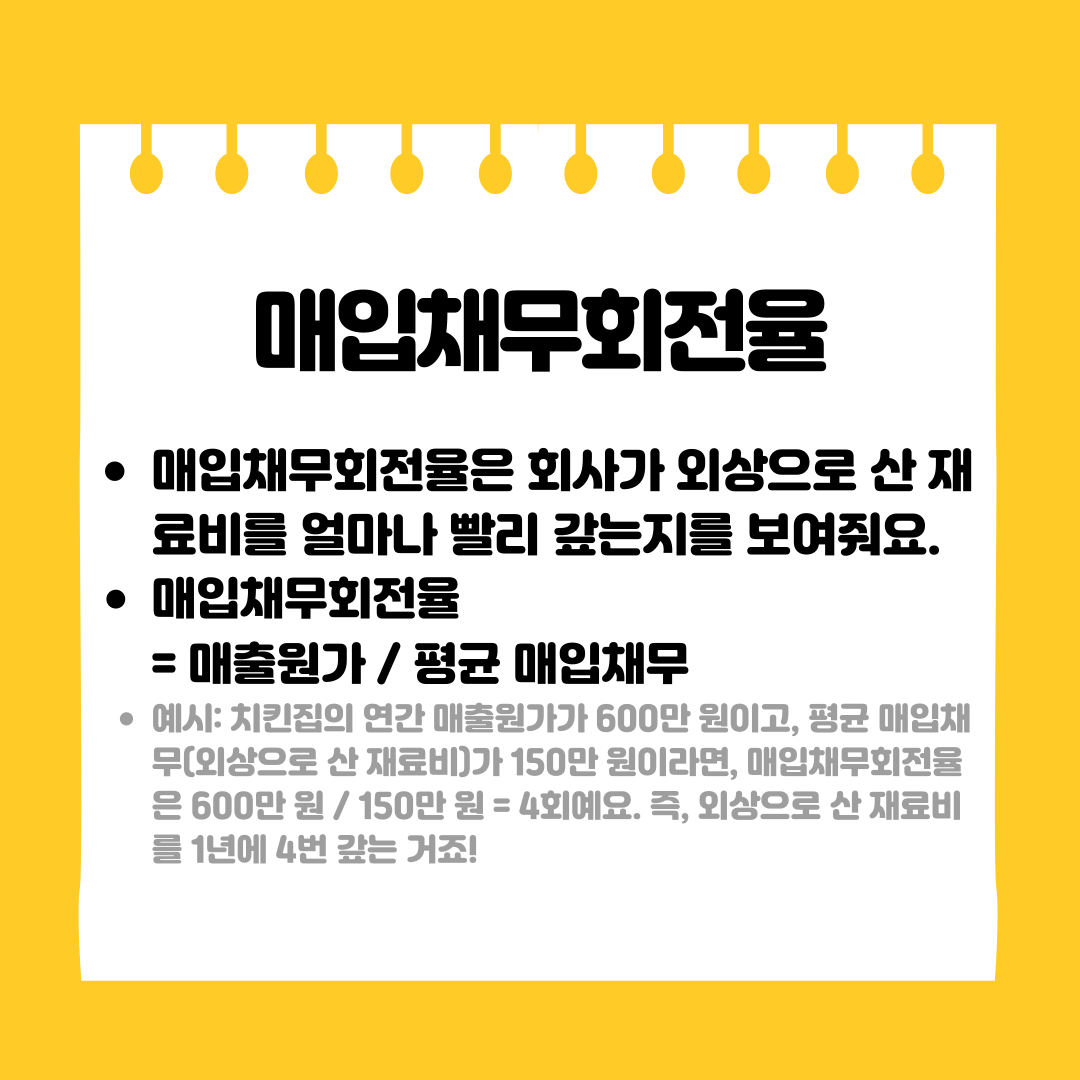 매입채무회전율
• 매입채무회전율은 회사가 외상으로 산 재
료비를 얼마나 빨리 갚는지를 보여줘요.
• 매입채무회전율
= 매출원가 / 평균 매입채무
• 예시: 치킨집의 연간 매출원가가 600만 원이고, 평균 매입채
무(외상으로 산 재료비)가 150만 원이라면, 매입채무회전율
은 600만 원 / 150만 원 = 4회예요. 즉, 외상으로 산 재료비
를 1년에 4번 갚는 거죠!